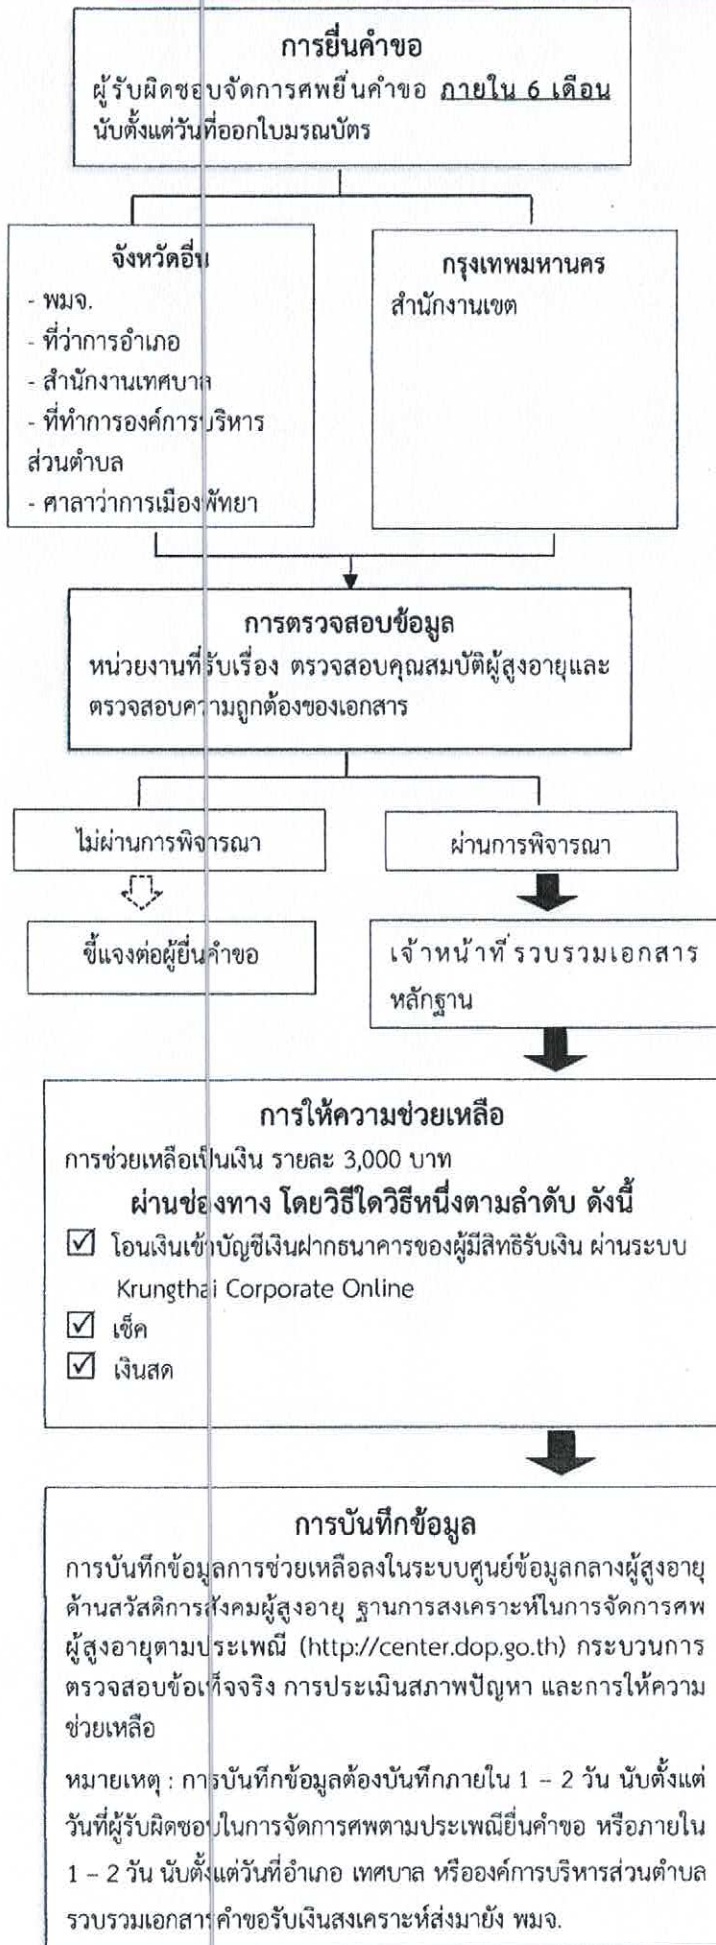 การยื่นคำขอ
ผู้รับผิดชอบจัดการศพยื่นคำขอ ภายใน 6 เดือน
นับตั้งแต่วันที่ออกใบมรณบัตร
จังหวัดอื่น
- พมจ.
- ที่ว่าการอำเภอ
- สำนักงานเทศบาล
- ที่ทำการองค์การบริหาร
ส่วนตำบล
- ศาลาว่าการเมืองพัทยา
กรุงเทพมหานคร
สำนักงานเขต
การตรวจสอบข้อมูล
หน่วยงานที่รับเรื่อง ตรวจสอบคุณสมบัติผู้สูงอายุและ
ตรวจสอบความถูกต้องของเอกสาร
ไม่ผ่านการพิจารณา
ผ่านการพิจารณา
ชี้แจงต่อผู้ยื่นคำขอ
เจ้าหน้าที่รวบรวมเอกสาร
หลักฐาน
การให้ความช่วยเหลือ
การช่วยเหลือเป็นเงิน รายละ 3,000 บาท
ผ่านช่องทาง โดยวิธีใดวิธีหนึ่งตามลำดับ ดังนี้
☑ โอนเงินเข้าบัญชีเงินฝากธนาคารของผู้มีสิทธิรับเงิน ผ่านระบบ
Krungthai Corporate Online
☑ เช็ค
☑ เงินสด
การบันทึกข้อมูล
การบันทึกข้อมูลการช่วยเหลือลงในระบบศูนย์ข้อมูลกลางผู้สูงอายุ
ด้านสวัสดิการสังคมผู้สูงอายุ ฐานการสงเคราะห์ในการจัดการศพ
ผู้สูงอายุตามประเพณี (http://center.dop.go.th) กระบวนการ
ตรวจสอบข้อเท็จจริง การประเมินสภาพปัญหา และการให้ความ
ช่วยเหลือ
หมายเหตุ : การบันทึกข้อมูลต้องบันทึกภายใน 1 – 2 วัน นับตั้งแต่
วันที่ผู้รับผิดชอบในการจัดการศพตามประเพณียื่นคำขอ หรือภายใน
1 – 2 วัน นับตั้งแต่วันที่อำเภอ เทศบาล หรือองค์การบริหารส่วนตำบล
รวบรวมเอกสารคำขอรับเงินสงเคราะห์ส่งมายัง พมจ.